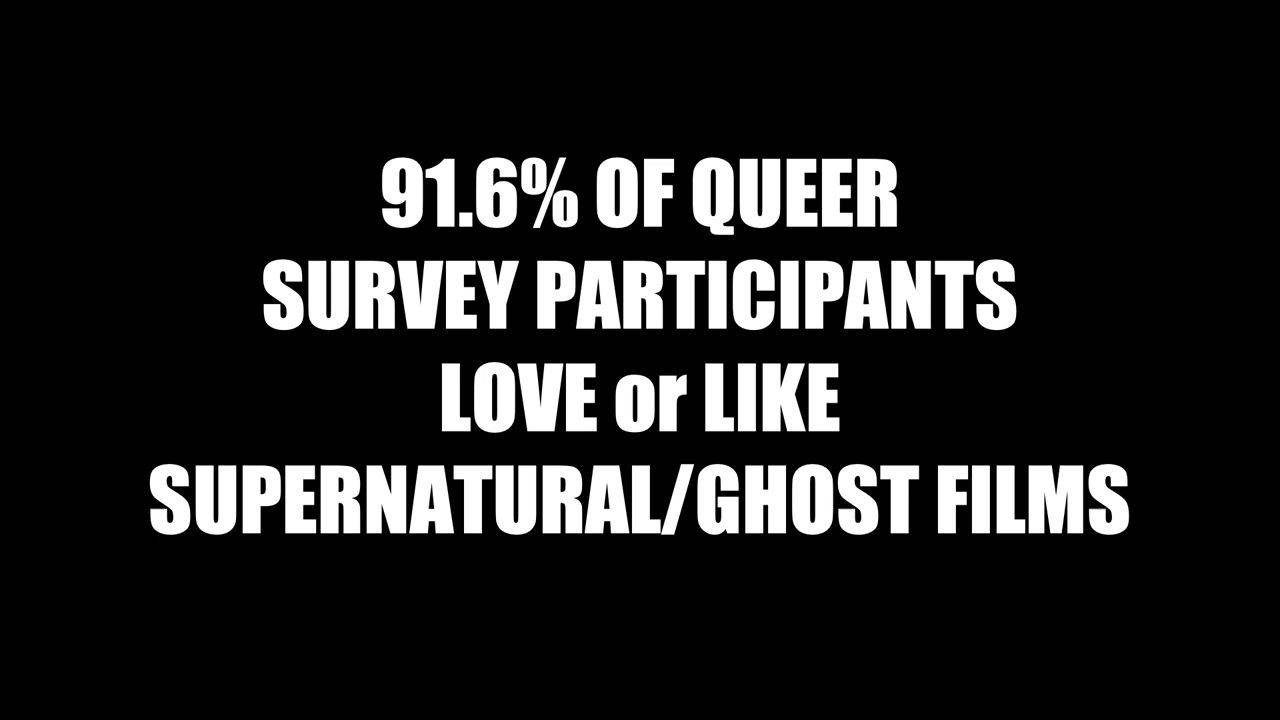 91.6% OF QUEER
SURVEY PARTICIPANTS
LOVE or LIKE
SUPERNATURAL/GHOST FILMS